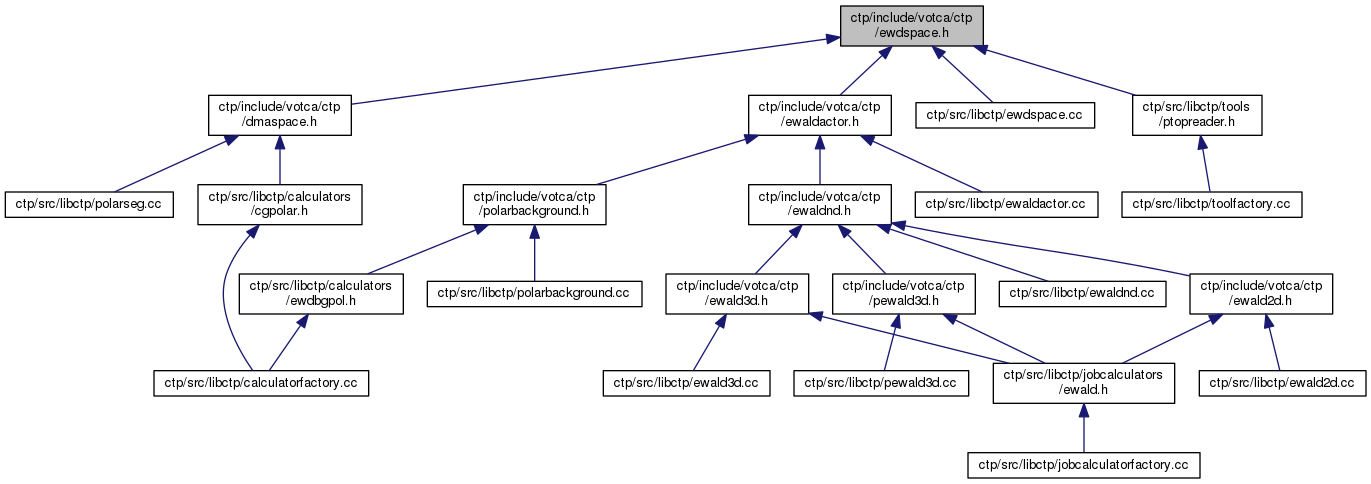 ctp/include/votca/ctp
/ewdspace.h
ctp/include/votca/ctp
/dmaspace.h
ctp/include/votca/ctp
/ewaldactor.h
ctp/src/libctp/ewdspace.cc
ctp/src/libctp/tools
/ptopreader.h
ctp/src/libctp/polarseg.cc
ctp/src/libctp/calculators
/cgpolar.h
ctp/include/votca/ctp
/polarbackground.h
ctp/include/votca/ctp
/ewaldnd.h
ctp/src/libctp/ewaldactor.cc
ctp/src/libctp/toolfactory.cc
ctp/src/libctp/calculators
/ewdbgpol.h
ctp/src/libctp/polarbackground.cc
ctp/include/votca/ctp
/ewald3d.h
ctp/include/votca/ctp
/pewald3d.h
ctp/src/libctp/ewaldnd.cc
ctp/include/votca/ctp
/ewald2d.h
ctp/src/libctp/calculatorfactory.cc
ctp/src/libctp/ewald3d.cc
ctp/src/libctp/pewald3d.cc
ctp/src/libctp/jobcalculators
/ewald.h
ctp/src/libctp/ewald2d.cc
ctp/src/libctp/jobcalculatorfactory.cc